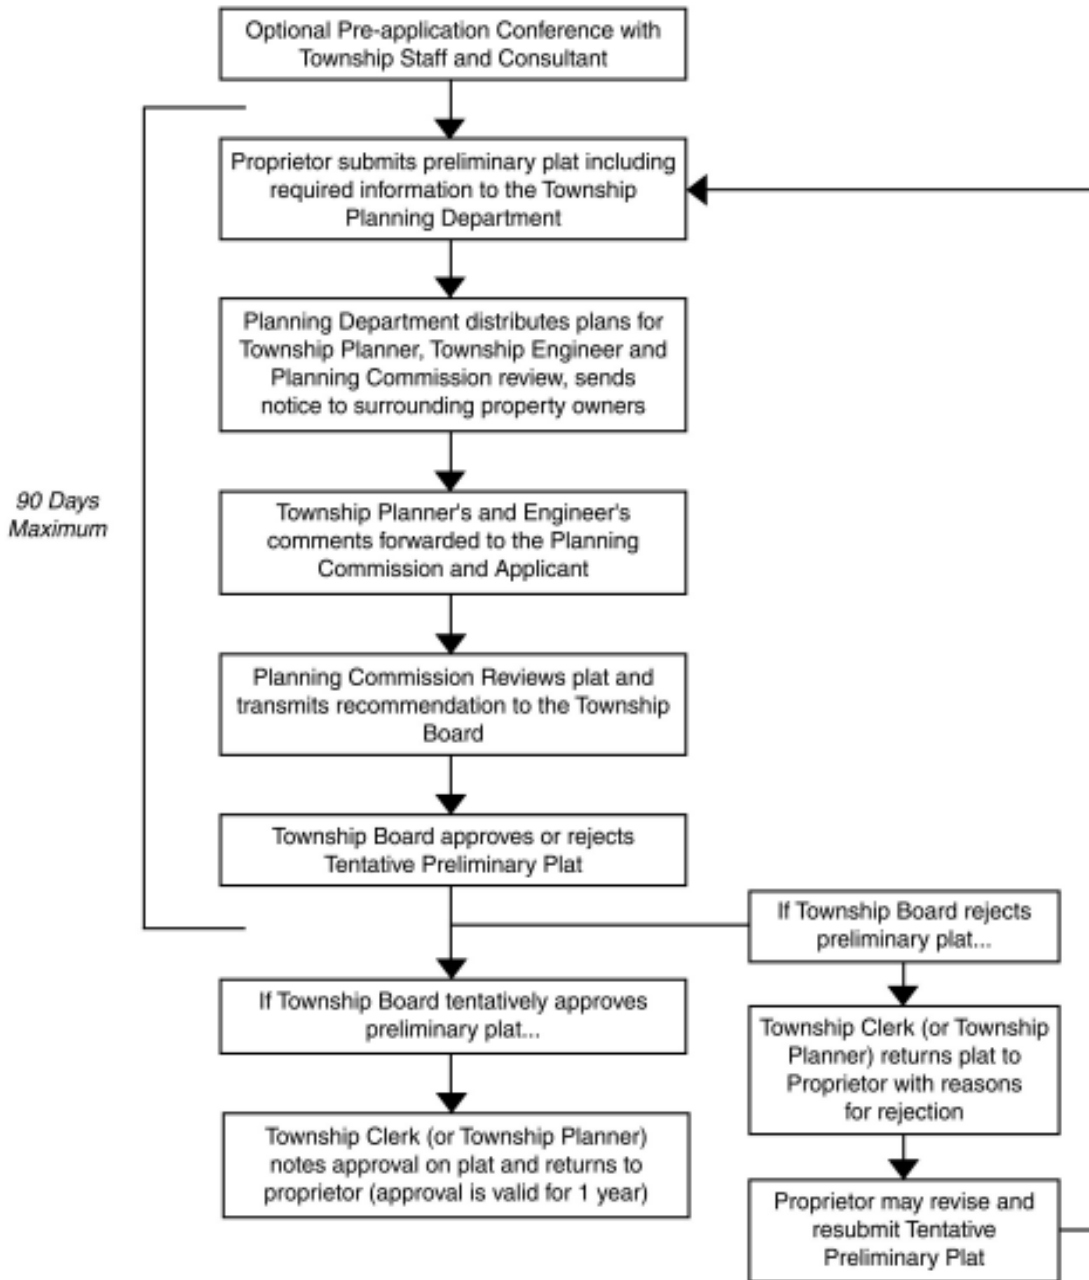 Optional Pre-application Conference with
Township Staff and Consultant
Proprietor submits preliminary plat including
required information to the Township
Planning Department
Planning Department distributes plans for
Township Planner, Township Engineer and
Planning Commission review, sends
notice to surrounding property owners
90 Days
Maximum
Township Planner's and Engineer's
comments forwarded to the Planning
Commission and Applicant
Planning Commission Reviews plat and
transmits recommendation to the Township
Board
Township Board approves or rejects
Tentative Preliminary Plat
If Township Board tentatively approves
preliminary plat...
Township Clerk (or Township Planner)
notes approval on plat and returns to
proprietor (approval is valid for 1 year)
If Township Board rejects
preliminary plat...
Township Clerk (or Township
Planner) returns plat to
Proprietor with reasons
for rejection
Proprietor may revise and
resubmit Tentative
Preliminary Plat